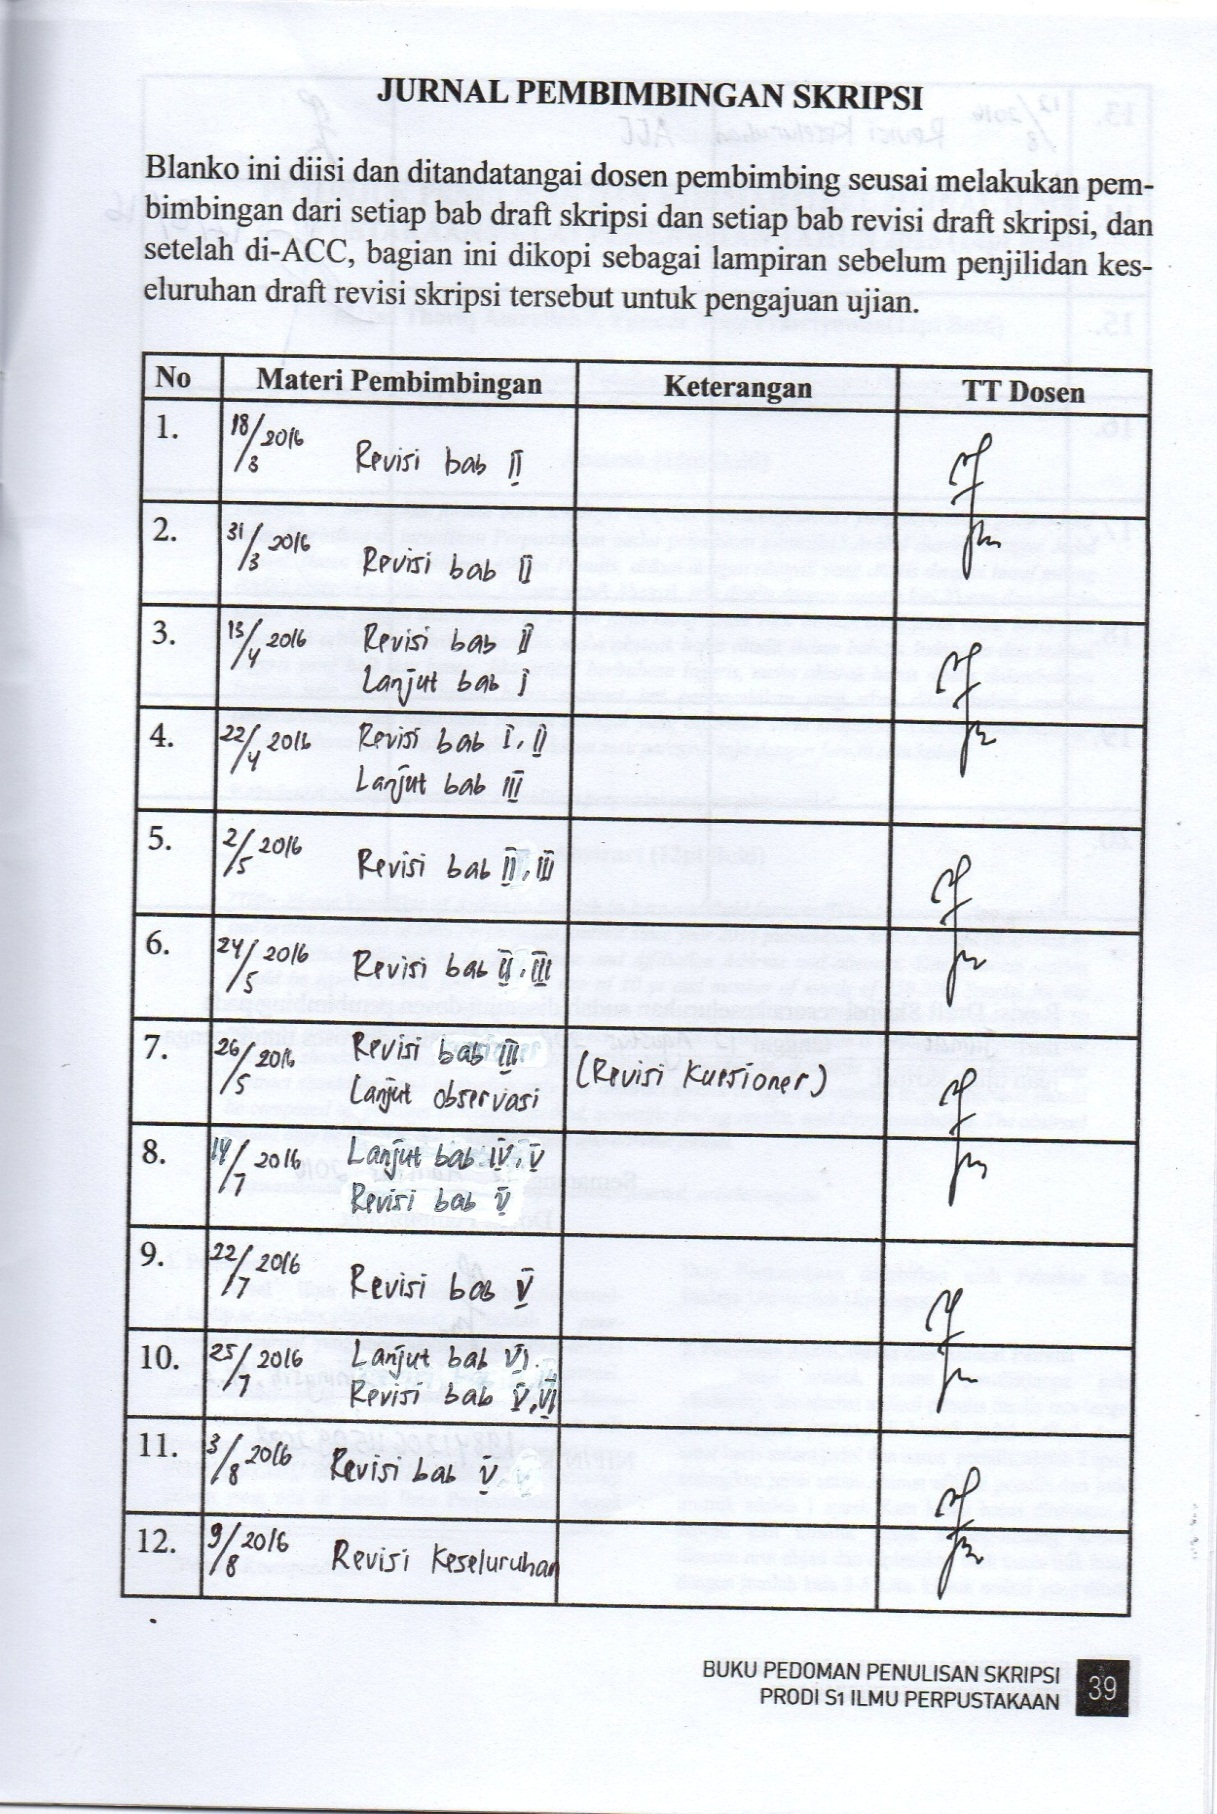 JURNAL PEMBIMBINGAN SKRIPSI
Blanko ini diisi dan ditandatangai dosen pembimbing seusai melakukan pem-
bimbingan dari setiap bab draft skripsi dan setiap bab revisi draft skripsi, dan
setelah di-ACC, bagian ini dikopi sebagai lampiran sebelum penjilidan kes-
eluruhan draft revisi skripsi tersebut untuk pengajuan ujian.
No Materi Pembimbingan Keterangan TT Dosen
1. 18/3 2016 Revisi bab II
2. 31/3 2016 Revisi bab II
3. 13/4 2016 Revisi bab II
Lanjut bab I
4. 22/4 2016 Revisi bab I, II
Lanjut bab III
5. 2/5 2016 Revisi bab II, III
6. 24/5 2016 Revisi bab II, III
7. 26/5 2016 Revisi bab III (Revisi Kuesioner)
Lanjut observasi
8. 14/7 2016 Lanjut bab IV, V
Revisi bab V
9. 22/7 2016 Revisi bab V
10. 25/7 2016 Lanjut bab VI.
Revisi bab V, VI
11. 3/8 2016 Revisi bab V
12. 9/8 2016 Revisi Keseluruhan
BUKU PEDOMAN PENULISAN SKRIPSI
PRODI S1 ILMU PERPUSTAKAAN
39